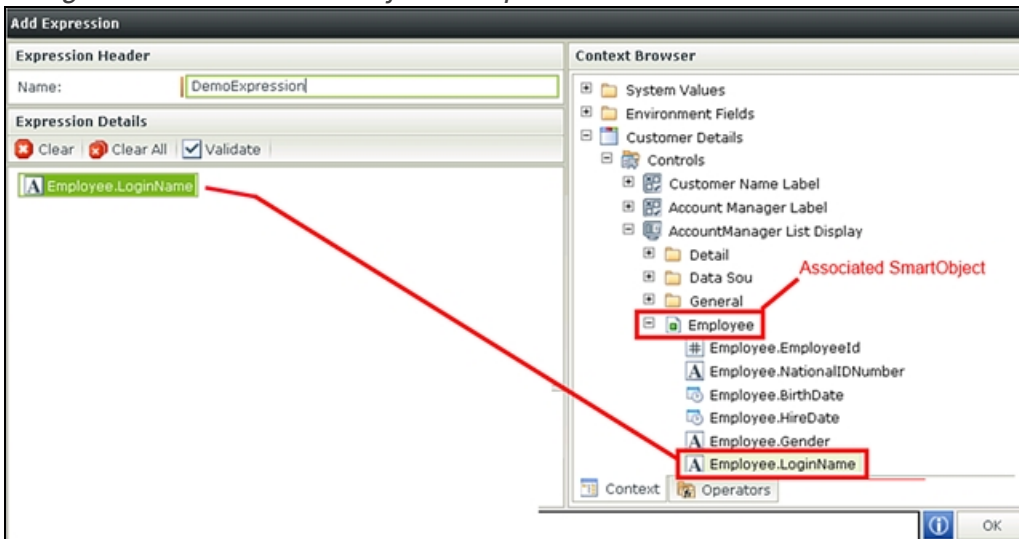 Add Expression
Expression Header
Name:
DemoExpression
Expression Details
Clear
Clear All
Validate
Employee.LoginName
Context Browser
System Values
Environment Fields
Customer Details
Controls
Customer Name Label
Account Manager Label
AccountManager List Display
Detail
Data Sou
Associated SmartObject
General
Employee
Employee.EmployeeId
Employee.NationalIDNumber
Employee.BirthDate
Employee.HireDate
Employee.Gender
Employee.LoginName
Context
Operators
OK